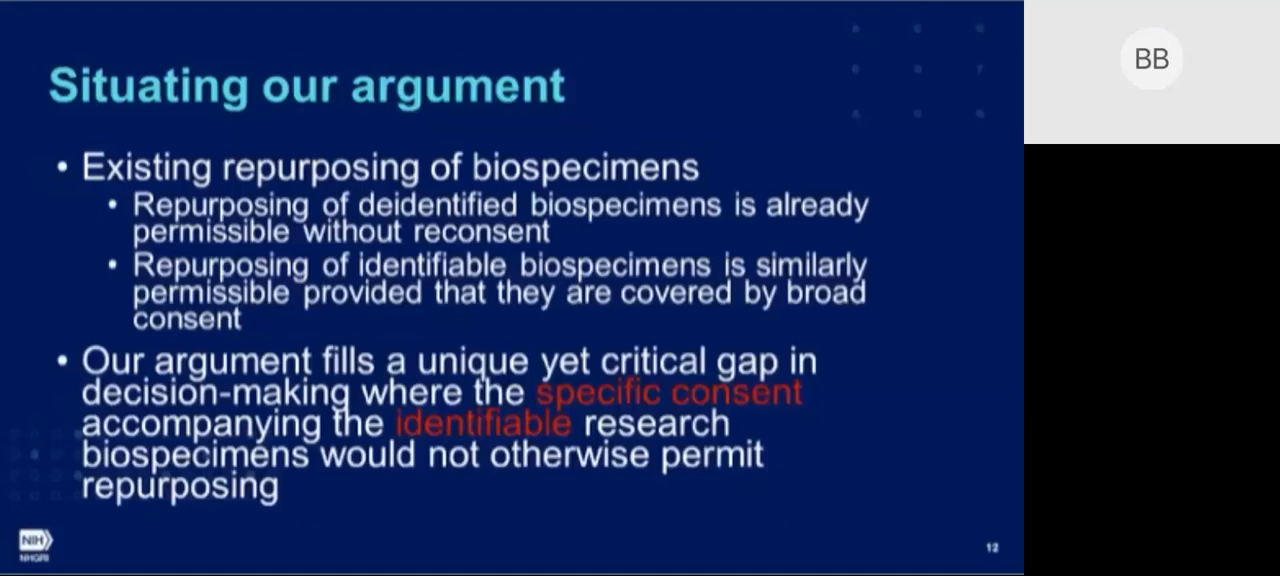 Situating our argument
BB
• Existing repurposing of biospecimens
• Repurposing of deidentified biospecimens is already
permissible without reconsent
• Repurposing of identifiable biospecimens is similarly
permissible provided that they are covered by broad
consent
• Our argument fills a unique yet critical gap in
decision-making where the specific consent
accompanying the identifiable research
biospecimens would not otherwise permit
repurposing
NIH
NHGRI
12